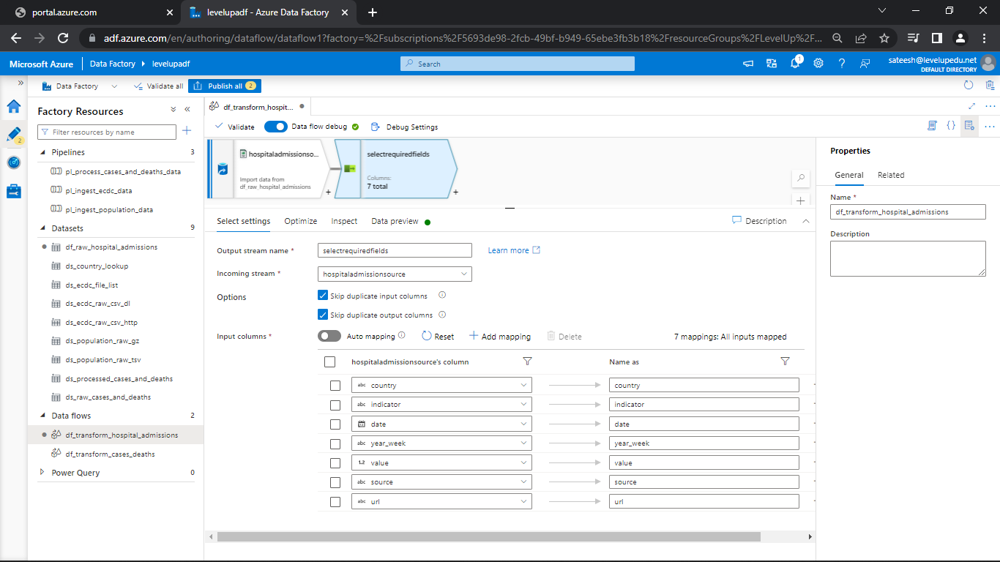 portal.azure.com
levelupadf - Azure Data Factory
adf.azure.com/en/authoring/dataflow/dataflow1?factory=%2Fsubscriptions%2F5693de98-2fcb-49bf-b949-65ebe3fb3b18%2FresourceGroups%2FLevelUp%2F...
Microsoft Azure
Data Factory
levelupadf
Search
1
sateesh@levelupedu.net
DEFAULT DIRECTORY
Data Factory
Validate all
Publish all 2
2
Factory Resources
Filter resources by name
Pipelines 3
pl_process_cases_and_deaths_data
pl_ingest_ecdc_data
pl_ingest_population_data
Datasets 9
df_raw_hospital_admissions
ds_country_lookup
ds_ecdc_file_list
ds_ecdc_raw_csv_dl
ds_ecdc_raw_csv_http
ds_population_raw_gz
ds_population_raw_tsv
ds_processed_cases_and_deaths
ds_raw_cases_and_deaths
Data flows 2
df_transform_hospital_admissions
df_transform_cases_deaths
Power Query 0
df_transform_hospit...
Validate
Data flow debug
Debug Settings
hospitaladmissionso...
Import data from
df_raw_hospital_admissions
selectrequiredfields
Columns:
7 total
Select settings Optimize Inspect Data preview Description
Output stream name * selectrequiredfields Learn more
Incoming stream * hospitaladmissionsource
Options Skip duplicate input columns
Skip duplicate output columns
Input columns * Auto mapping Reset Add mapping Delete 7 mappings: All inputs mapped
hospitaladmissionsource's column Name as
abc country country
abc indicator indicator
date date
abc year_week year_week
1.2 value value
abc source source
abc url url
Properties
General Related
Name *
df_transform_hospital_admissions
Description